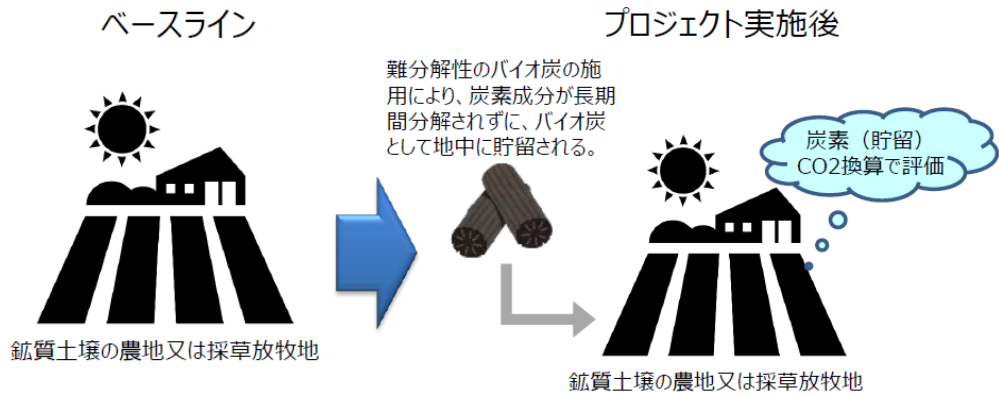 ベースライン
プロジェクト実施後
難分解性のバイオ炭の施
用により、炭素成分が長期
間分解されずに、バイオ炭
として地中に貯留される。
炭素（貯留）
CO2換算で評価
鉱質土壌の農地又は採草放牧地
鉱質土壌の農地又は採草放牧地